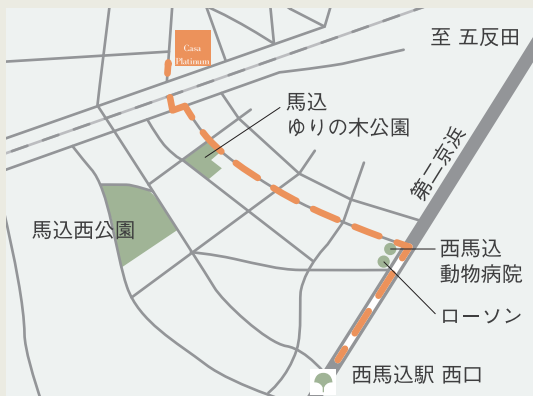 至 五反田
Casa
Platinum
馬込
ゆりの木公園
第二京浜
馬込西公園
西馬込
動物病院
ローソン
西馬込駅 西口